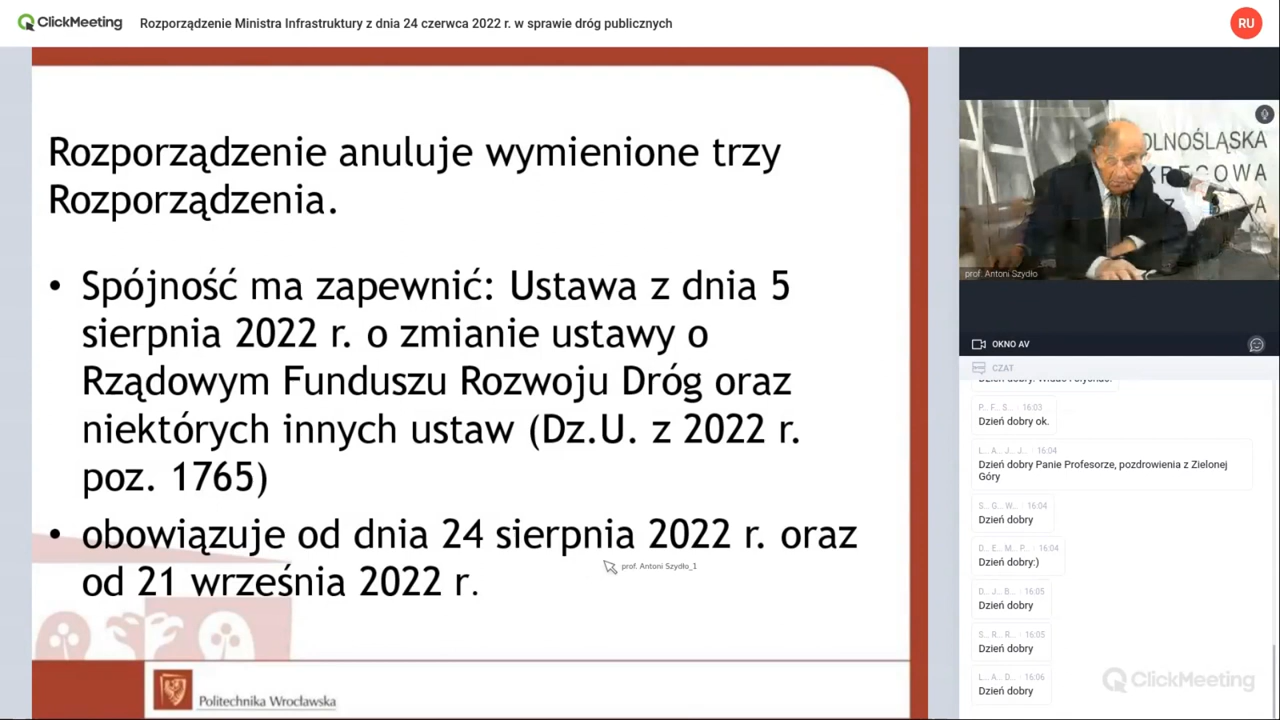 ClickMeeting
Rozporządzenie Ministra Infrastruktury z dnia 24 czerwca 2022 r. w sprawie dróg publicznych
RU
Rozporządzenie anuluje wymienione trzy
Rozporządzenia.
• Spójność ma zapewnić: Ustawa z dnia 5
sierpnia 2022 r. o zmianie ustawy o
Rządowym Funduszu Rozwoju Dróg oraz
niektórych innych ustaw (Dz.U. z 2022 r.
poz. 1765)
• obowiązuje od dnia 24 sierpnia 2022 r. oraz
prof. Antoni Szydło_1
od 21 września 2022 r.
Politechnika Wrocławska
OLNOŚLĄSKA
KRĘGOWA
prof. Antoni Szydło
OKNO AV
CZAT
P... F... S... 16:03
Dzień dobry ok.
L... A... J... J... 16:04
Dzień dobry Panie Profesorze, pozdrowienia z Zielonej
Góry
S... G... W... 16:04
Dzień dobry
D... E... M... P... 16:04
Dzień dobry:)
D... J... B... 16:05
Dzień dobry
S... R... R... 16:05
Dzień dobry
L... A... D... 16:06
Dzień dobry
ClickMeeting